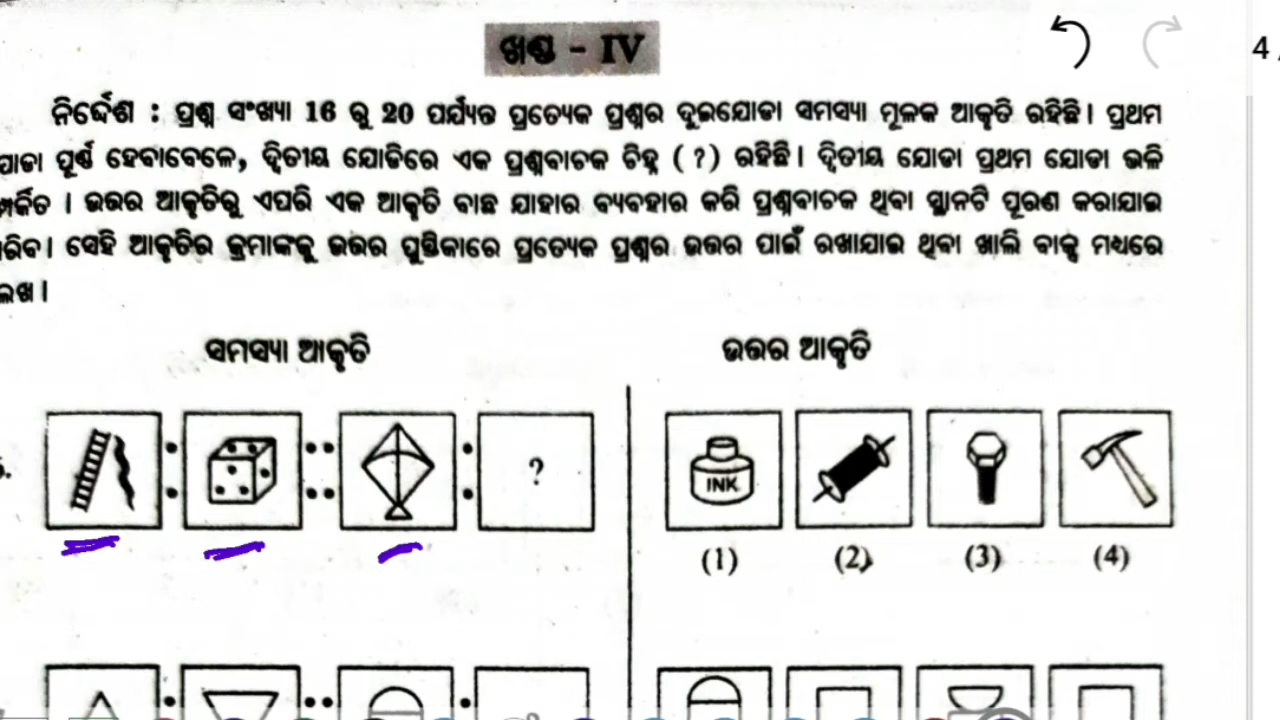 ଖଣ୍ଡ - IV
4
ନିର୍ଦ୍ଦେଶ : ପ୍ରଶ୍ନ ସଂଖ୍ୟା 16 ରୁ 20 ପର୍ଯ୍ୟନ୍ତ ପ୍ରତ୍ୟେକ ପ୍ରଶ୍ନର ଦୁଇଯୋଡା ସମସ୍ୟା ମୂଳକ ଆକୃତି ରହିଛି। ପ୍ରଥମ
ପୂର୍ଣ୍ଣ ହେବାବେଳେ, ଦ୍ୱିତୀୟ ଯୋଡିରେ ଏକ ପ୍ରଶ୍ନବାଚକ ଚିହ୍ନ (?) ରହିଛି। ଦ୍ୱିତୀୟ ଯୋଡା ପ୍ରଥମ ଯୋଡା ଭଳି
। ଉତ୍ତର ଆକୃତିରୁ ଏପରି ଏକ ଆକୃତି ବାଛ ଯାହାର ବ୍ୟବହାର କରି ପ୍ରଶ୍ନବାଚକ ଥିବା ସ୍ଥାନଟି ପୂରଣ କରାଯାଇ
ସେହି ଆକୃତିର କ୍ରମାଙ୍କକୁ ଉତ୍ତର ପୁସ୍ତିକାରେ ପ୍ରତ୍ୟେକ ପ୍ରଶ୍ନର ଉତ୍ତର ପାଇଁ ରଖାଯାଇ ଥିବା ଖାଲି ବାକ୍ସ ମଧ୍ୟରେ
ସମସ୍ୟା ଆକୃତି
ଉତ୍ତର ଆକୃତି
: :: : ?
INK
(1) (2) (3) (4)
: :: :